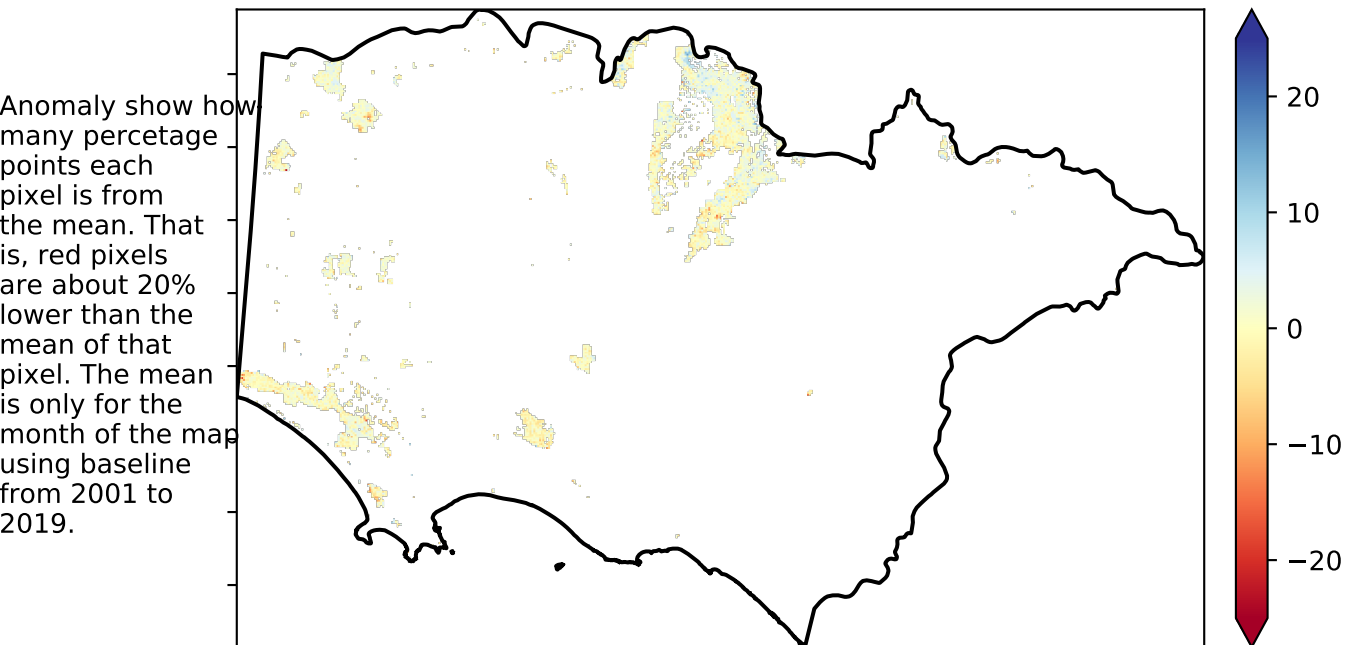 Anomaly show how
many percetage
points each
pixel is from
the mean. That
is, red pixels
are about 20%
lower than the
mean of that
pixel. The mean
is only for the
month of the map
using baseline
from 2001 to
2019.
20
10
0
−10
−20